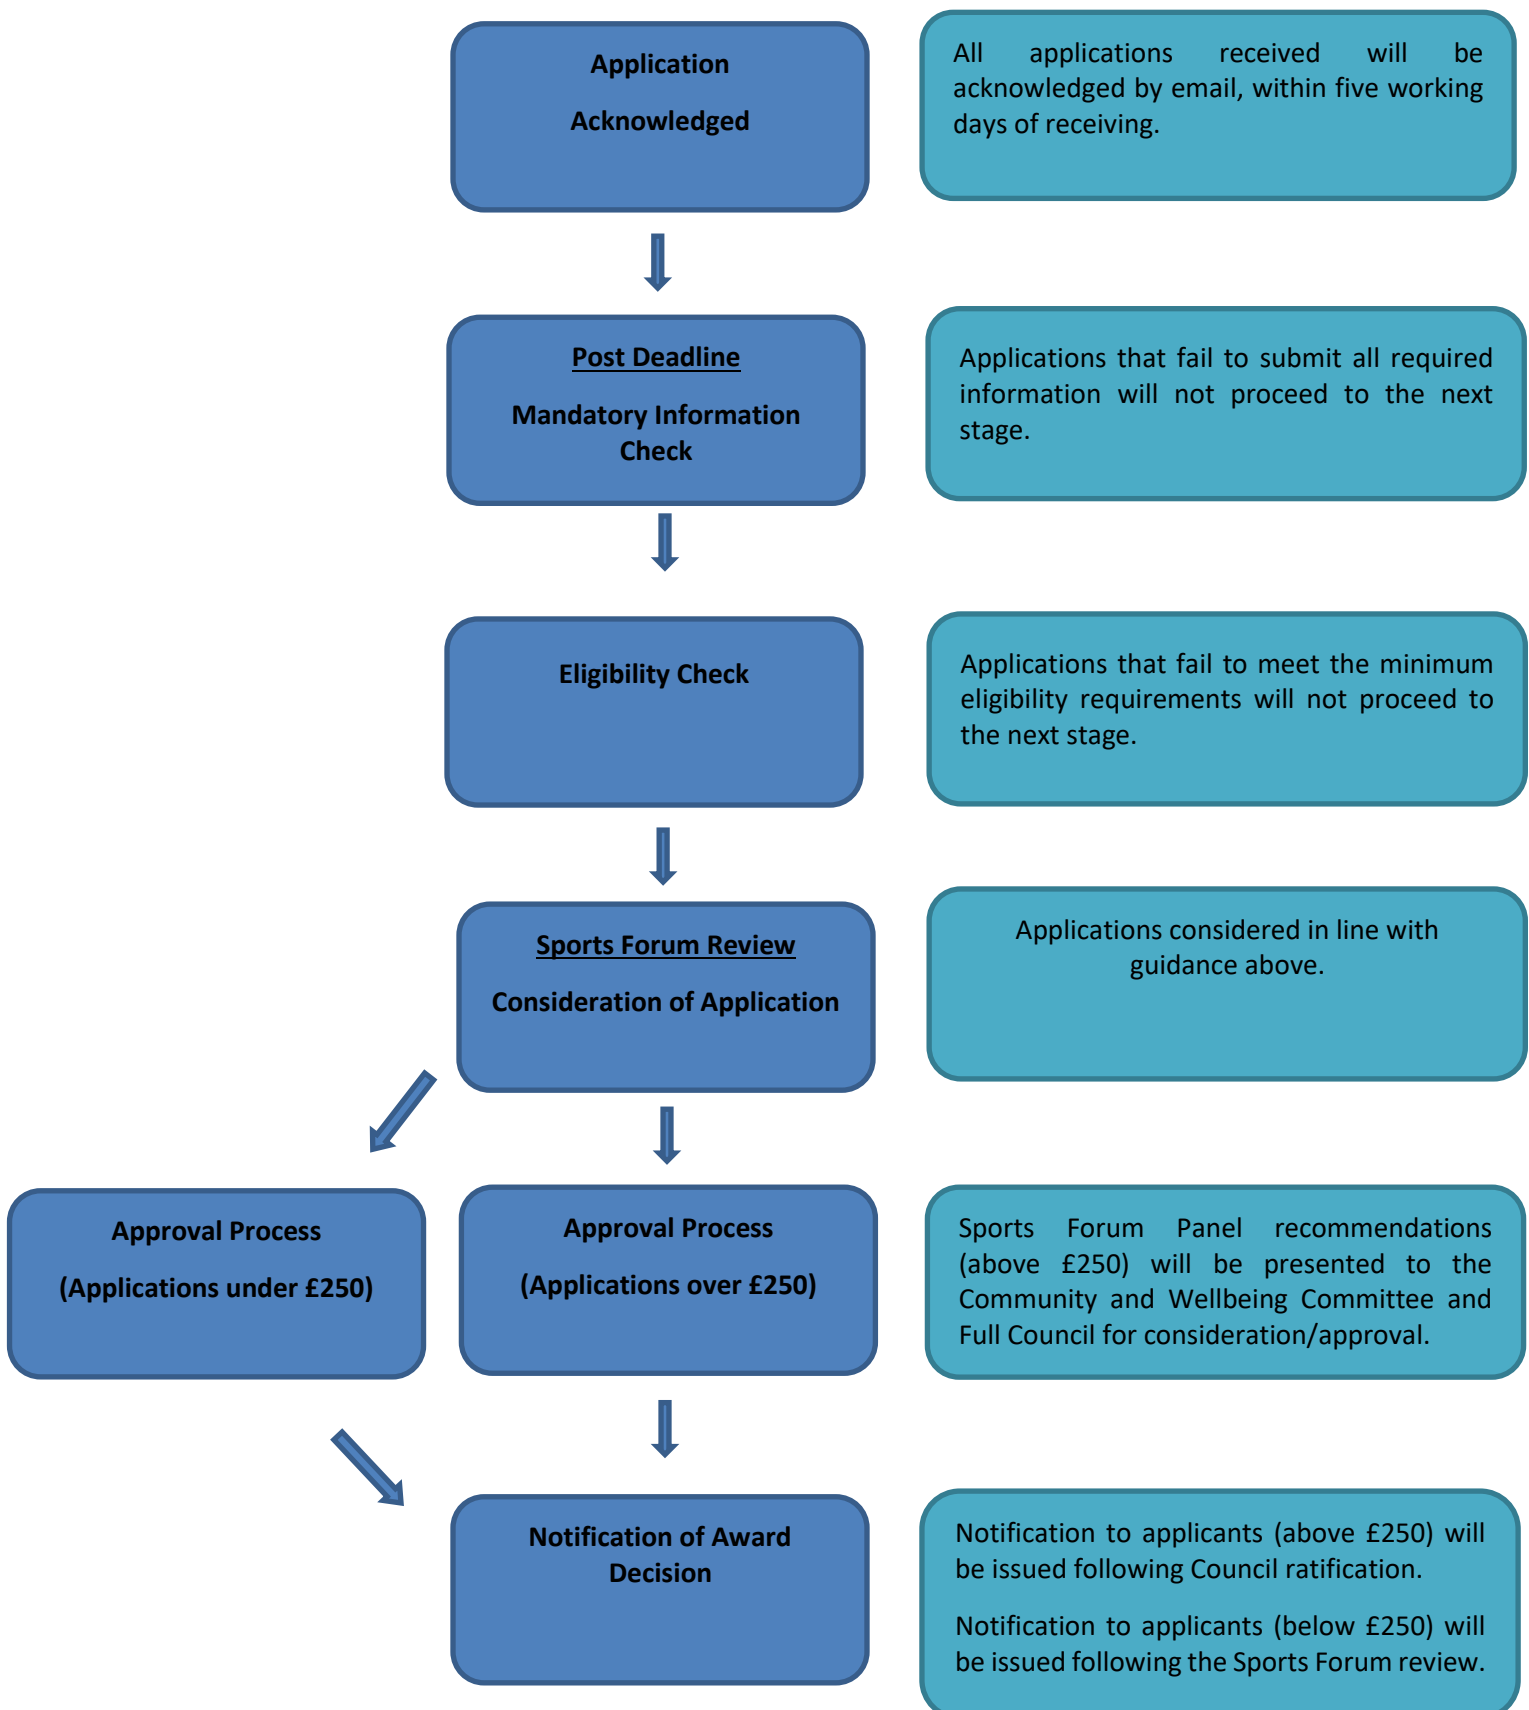 Application
Acknowledged
All applications received will be
acknowledged by email, within five working
days of receiving.
Post Deadline
Mandatory Information
Check
Applications that fail to submit all required
information will not proceed to the next
stage.
Eligibility Check
Applications that fail to meet the minimum
eligibility requirements will not proceed to
the next stage.
Sports Forum Review
Consideration of Application
Applications considered in line with
guidance above.
Approval Process
(Applications under £250)
Approval Process
(Applications over £250)
Sports Forum Panel recommendations
(above £250) will be presented to the
Community and Wellbeing Committee and
Full Council for consideration/approval.
Notification of Award
Decision
Notification to applicants (above £250) will
be issued following Council ratification.
Notification to applicants (below £250) will
be issued following the Sports Forum review.